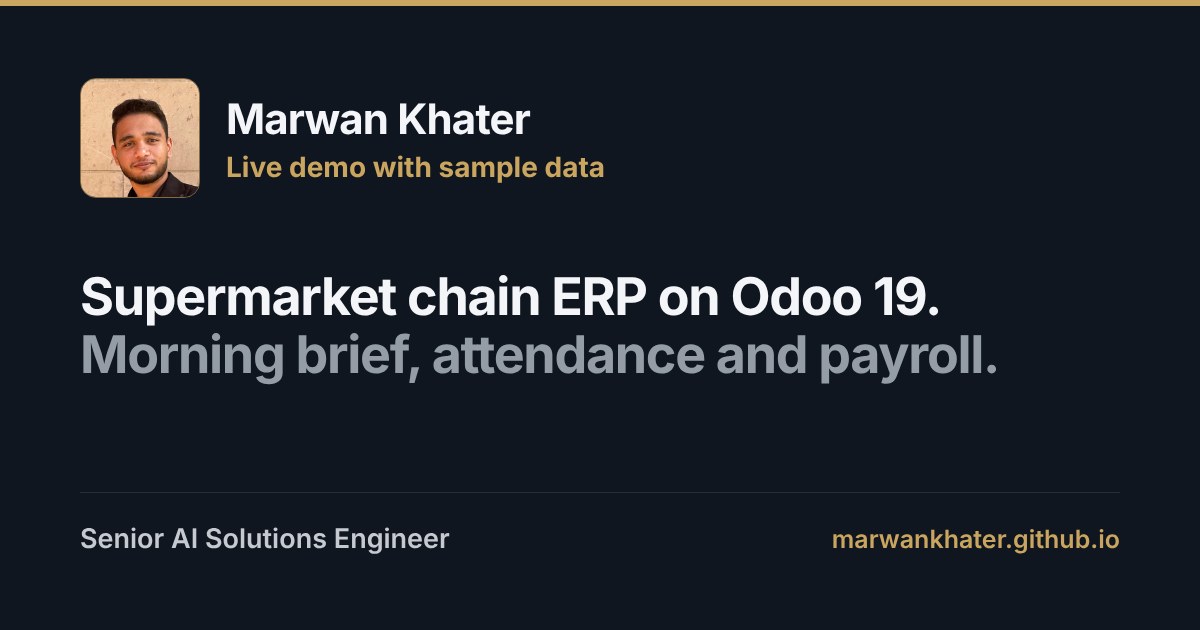 Marwan Khater
Live demo with sample data
Supermarket chain ERP on Odoo 19.
Morning brief, attendance and payroll.
Senior AI Solutions Engineer
marwankhater.github.io